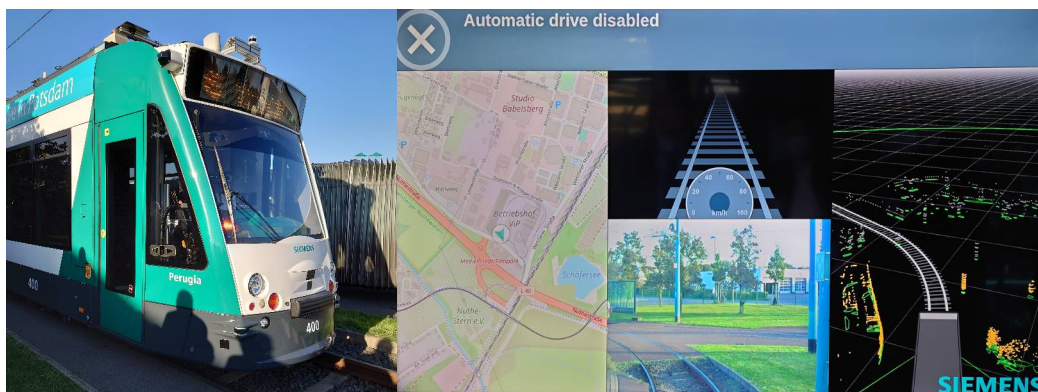 Potsdam
SIEMENS
Perugia
400
400
Automatic drive disabled
Studio
Babelsberg
P
P
Betriebshof
ViP
L 40
Schäfersee
Nuthestraße
Nuthe-
stern e.V.
40
60
20
80
0
km/h
100
SIEMENS